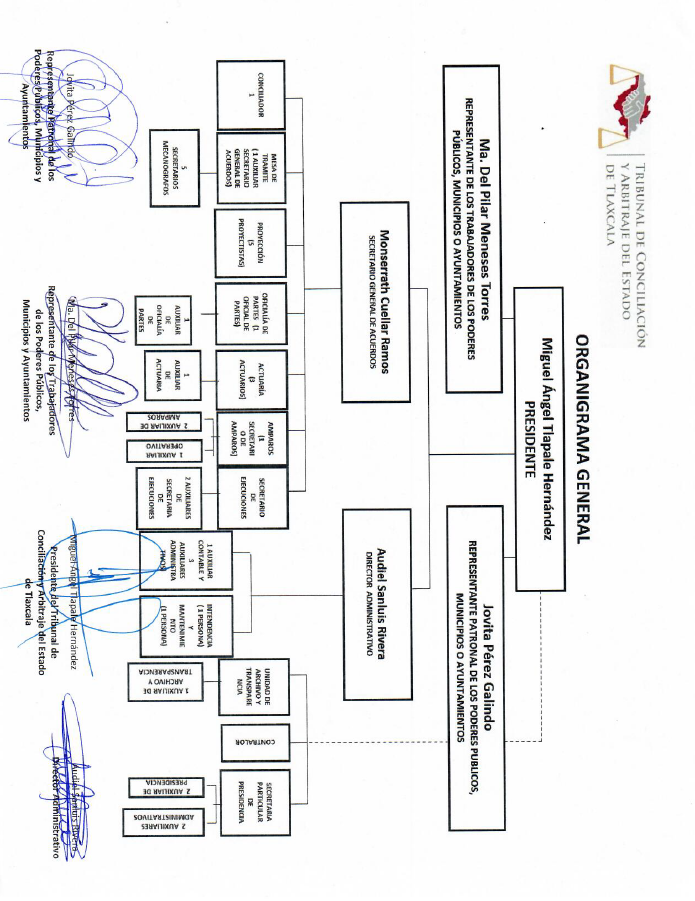 TRIBUNAL DE CONCILIACIÓN
Y ARBITRAJE DEL ESTADO
DE TLAXCALA
ORGANIGRAMA GENERAL
Miguel Ángel Tlapale Hernández
PRESIDENTE
Ma. Del Pilar Meneses Torres
REPRESENTANTE DE LOS TRABAJADORES DE LOS PODERES
PÚBLICOS, MUNICIPIOS O AYUNTAMIENTOS
Jovita Pérez Galindo
REPRESENTANTE PATRONAL DE LOS PODERES PUBLICOS,
MUNICIPIOS O AYUNTAMIENTOS
Monserrath Cuellar Ramos
SECRETARIO GENERAL DE ACUERDOS
Audiel Sanluis Rivera
DIRECTOR ADMINISTRATIVO
CONCILIADOR
1
MESA DE
TRAMITE
( 1 AUXILIAR
SECRETARIO
GENERAL DE
ACUERDOS)
PROYECCIÓN
(5
PROYECTISTAS)
OFICIALÍA DE
PARTES (1
OFICIAL DE
PARTES)
ACTUARÍA
(3
ACTUARIOS)
AMPAROS
(1
SECRETARI
O DE
AMPAROS)
SECRETARIO
DE
EJECUCIONES
1 AUXILIAR
CONTABLE Y
3
AUXILIARES
ADMINISTRA
TIVOS)
INTENDENCIA
( 1 PERSONA)
Y
MANTENIMIE
NTO
(1 PERSONA)
UNIDAD DE
ARCHIVO Y
TRANSPARE
NCIA
CONTRALOR
SECRETARIA
PARTICULAR
DE
PRESIDENCIA
5
SECRETARIOS
MECANOGRAFOS
1
AUXILIAR
DE
OFICIALÍA
DE
PARTES
1
AUXILIAR
DE
ACTUARIA
2 AUXILIAR DE
AMPAROS
1 AUXILIAR
OPERATIVO
2 AUXILIARES
DE
SECRETARIA
DE
EJECUCIONES
1 AUXILIAR DE
ARCHIVO Y
TRANSPARENCIA
2 AUXILIAR DE
PRESIDENCIA
2 AUXILIARES
ADMINISTRATIVOS
Jovita Pérez Galindo
Representante Patronal de los
Poderes Públicos, Municipios y
Ayuntamientos
Ma. Del Pilar Meneses Torres
Representante de los Trabajadores
de los Poderes Públicos,
Municipios y Ayuntamientos
Miguel Ángel Tlapale Hernández
Presidente del Tribunal de
Conciliación y Arbitraje del Estado
de Tlaxcala
Audiel Sanluis Rivera
Director Administrativo